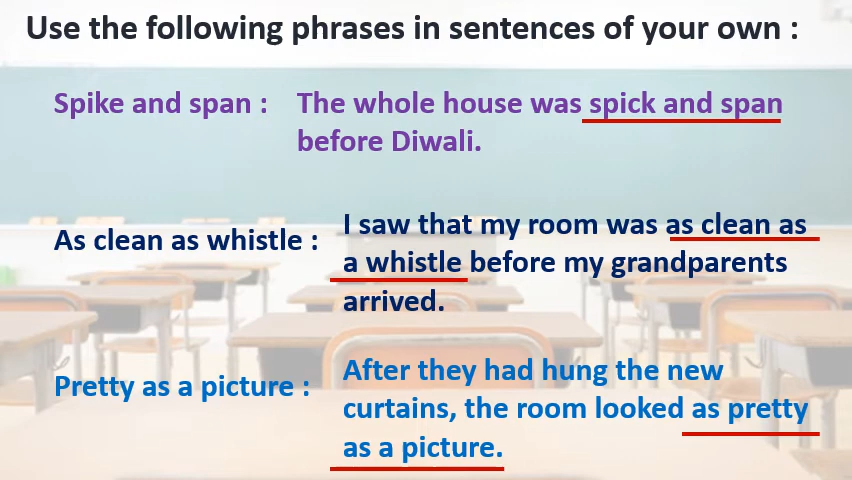 Use the following phrases in sentences of your own :
Spike and span : The whole house was spick and span
before Diwali.
As clean as whistle : I saw that my room was as clean as
a whistle before my grandparents
arrived.
Pretty as a picture : After they had hung the new
curtains, the room looked as pretty
as a picture.